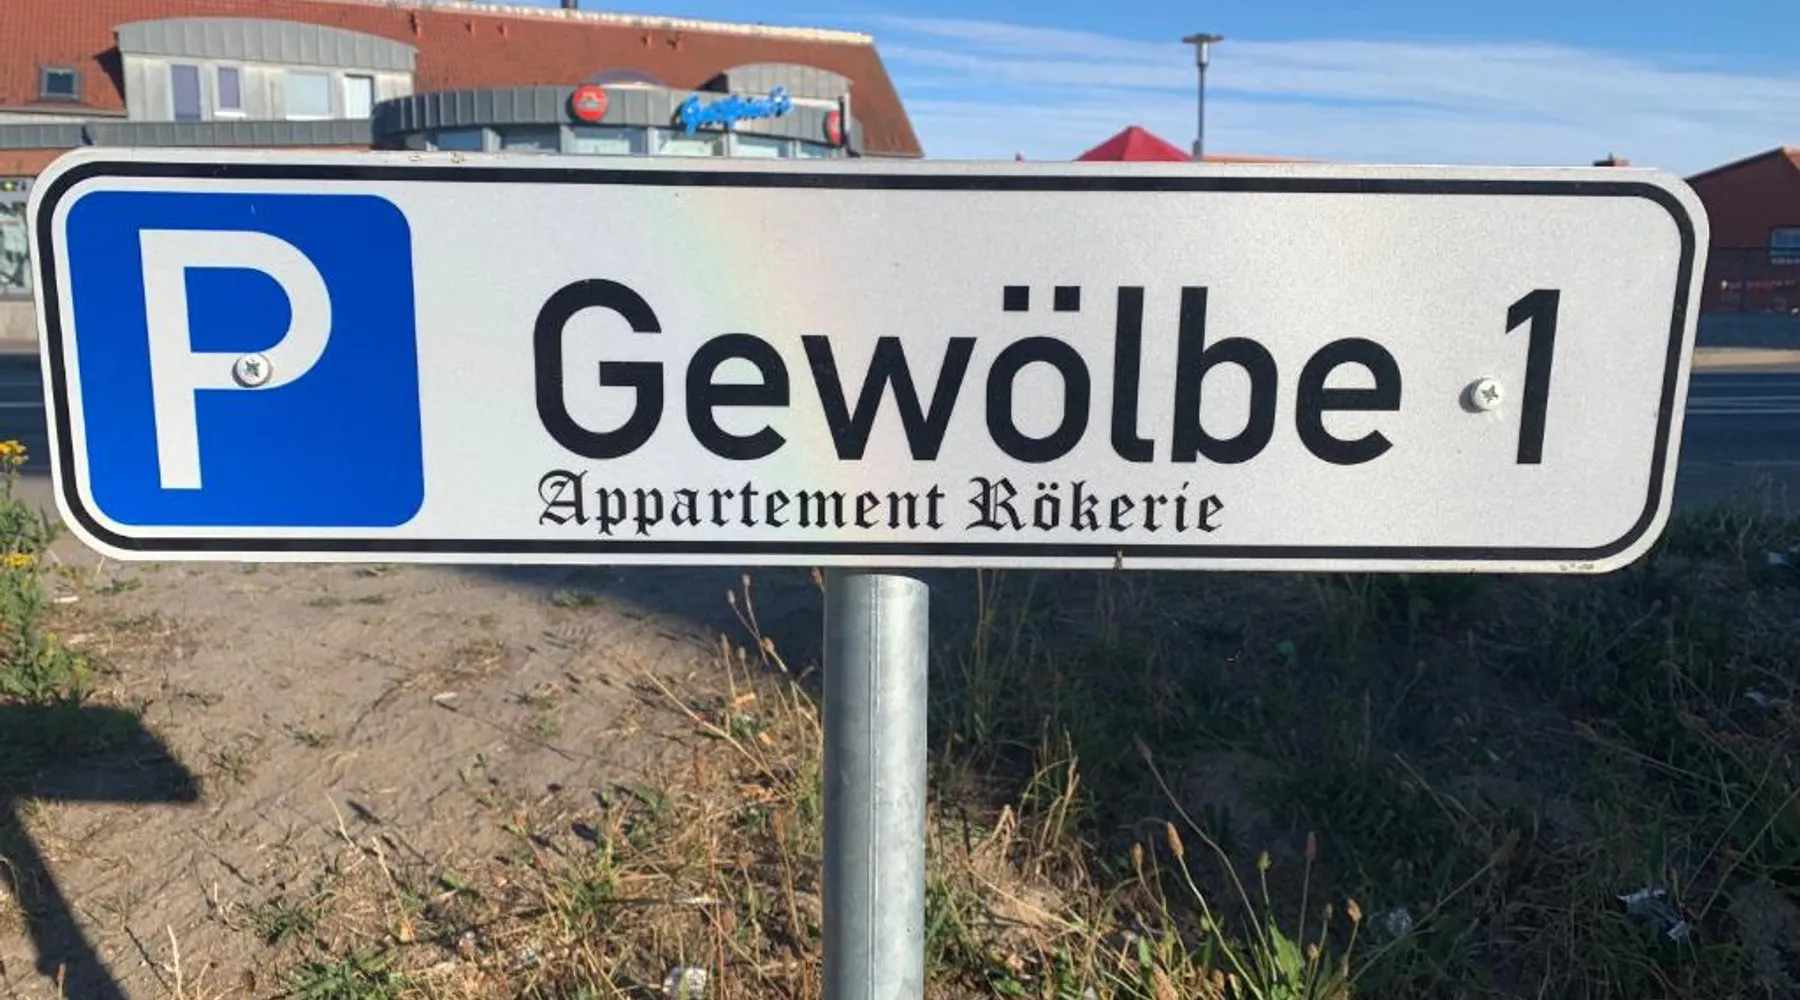 P
Gewölbe 1
Appartement Rökerie